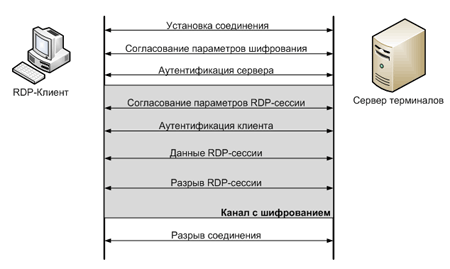 Установка соединения
Согласование параметров шифрования
Аутентификация сервера
RDP-Клиент
Сервер терминалов
Согласование параметров RDP-сессии
Аутентификация клиента
Данные RDP-сессии
Разрыв RDP-сессии
Канал с шифрованием
Разрыв соединения